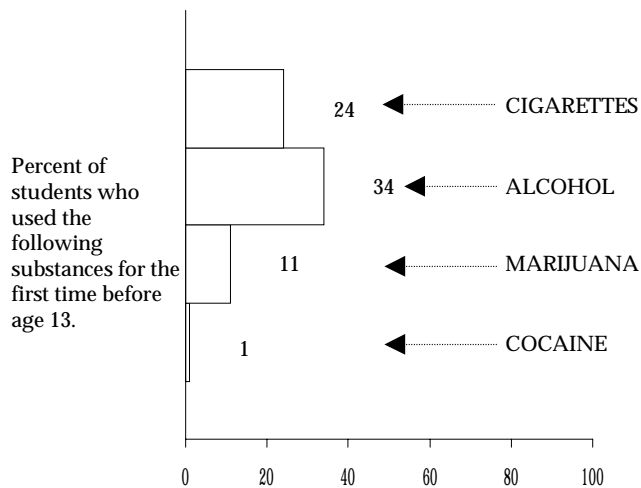 24 CIGARETTES
Percent of
students who
used the
following
substances for the
first time before
age 13.
34 ALCOHOL
11 MARIJUANA
1 COCAINE
0 20 40 60 80 100